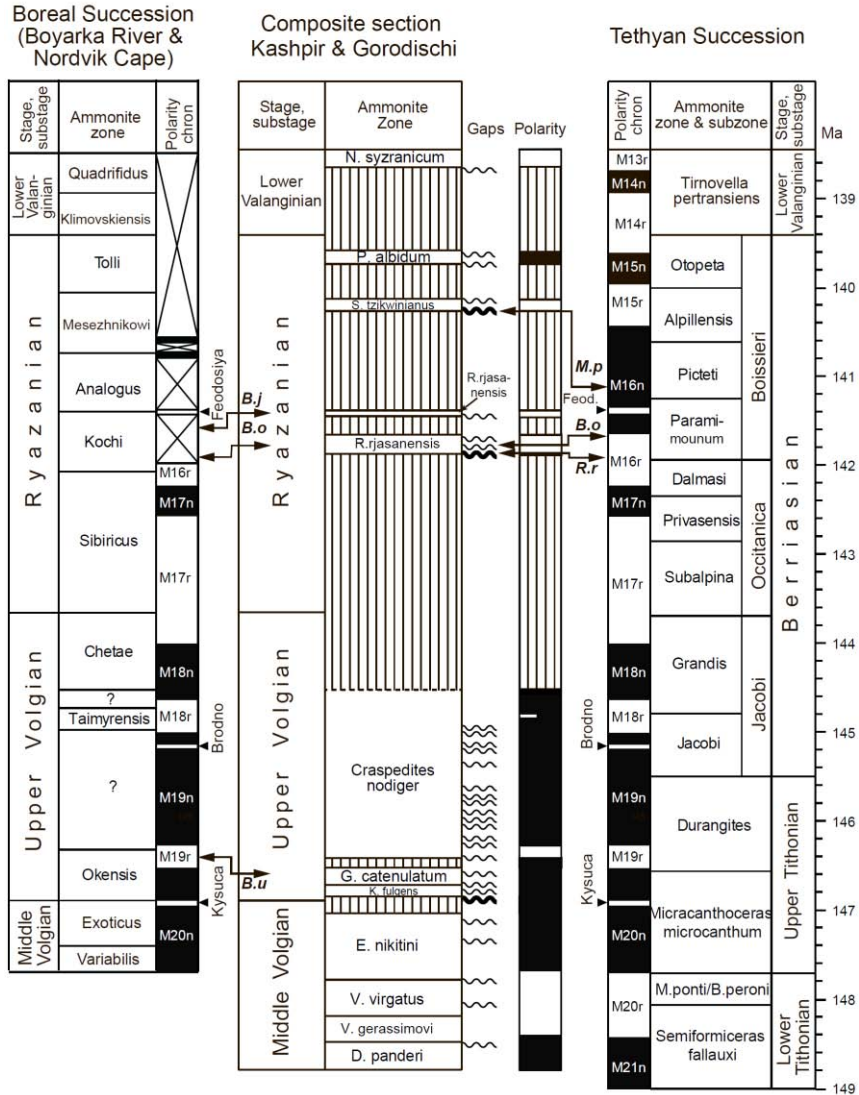 Boreal Succession
(Boyarka River &
Nordvik Cape)
Stage,
substage
Ammonite
zone
Polarity
chron
Lower
Valan-
ginian
Quadrifidus
Klimovskiensis
Ryazanian
Tolli
Mesezhnikowi
Analogus
Kochi
Sibiricus
M16r
M17n
M17r
Upper Volgian
Chetae
?
Taimyrensis
?
Okensis
M18n
M18r
M19n
M19r
Middle
Volgian
Exoticus
Variabilis
M20n
Feodosiya
Brodno
Kysuca
B.j
B.o
B.u
Composite section
Kashpir & Gorodischi
Stage,
substage
Ammonite
Zone
Gaps
Polarity
Lower
Valanginian
N. syzranicum
Ryazanian
P. albidum
S. tzikwinianus
R.rjasa-
nensis
R.rjasanensis
Upper Volgian
Craspedites
nodiger
G. catenulatum
K. fulgens
Middle Volgian
E. nikitini
V. virgatus
V. gerassimovi
D. panderi
M.p
Feod.
B.o
R.r
Brodno
Kysuca
Tethyan Succession
Polarity
chron
Ammonite
zone & subzone
Stage,
substage
Ma
M13r
M14n
M14r
M15n
M15r
M16n
M16r
M17n
M17r
M18n
M18r
M19n
M19r
M20n
M20r
M21n
Tirnovella
pertransiens
Otopeta
Alpillensis
Picteti
Parami-
mounum
Dalmasi
Privasensis
Subalpina
Grandis
Jacobi
Durangites
Micracanthoceras
microcanthum
M.ponti/B.peroni
Semiformiceras
fallauxi
Boissieri
Occitanica
Jacobi
Lower
Valanginian
Berriasian
Upper Tithonian
Lower
Tithonian
139
140
141
142
143
144
145
146
147
148
149